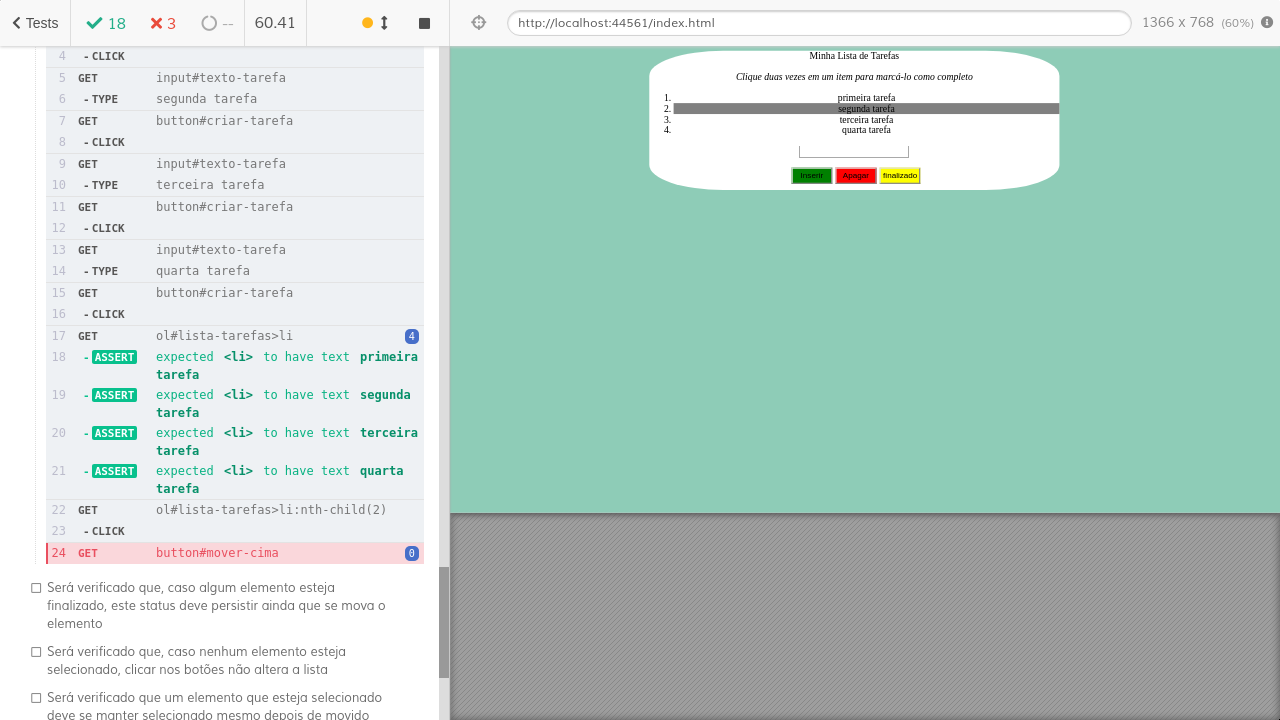 Tests 18 3 -- 60.41
4 - CLICK
5 GET input#texto-tarefa
6 - TYPE segunda tarefa
7 GET button#criar-tarefa
8 - CLICK
9 GET input#texto-tarefa
10 - TYPE terceira tarefa
11 GET button#criar-tarefa
12 - CLICK
13 GET input#texto-tarefa
14 - TYPE quarta tarefa
15 GET button#criar-tarefa
16 - CLICK
17 GET ol#lista-tarefas>li 4
18 - ASSERT expected <li> to have text primeira
tarefa
19 - ASSERT expected <li> to have text segunda
tarefa
20 - ASSERT expected <li> to have text terceira
tarefa
21 - ASSERT expected <li> to have text quarta
tarefa
22 GET ol#lista-tarefas>li:nth-child(2)
23 - CLICK
24 GET button#mover-cima 0
Será verificado que, caso algum elemento esteja
finalizado, este status deve persistir ainda que se mova o
elemento
Será verificado que, caso nenhum elemento esteja
selecionado, clicar nos botões não altera a lista
Será verificado que um elemento que esteja selecionado
deve se manter selecionado mesmo depois de movido
http://localhost:44561/index.html 1366 x 768 (60%)
Minha Lista de Tarefas
Clique duas vezes em um item para marcá-lo como completo
1. primeira tarefa
2. segunda tarefa
3. terceira tarefa
4. quarta tarefa
Inserir Apagar finalizado